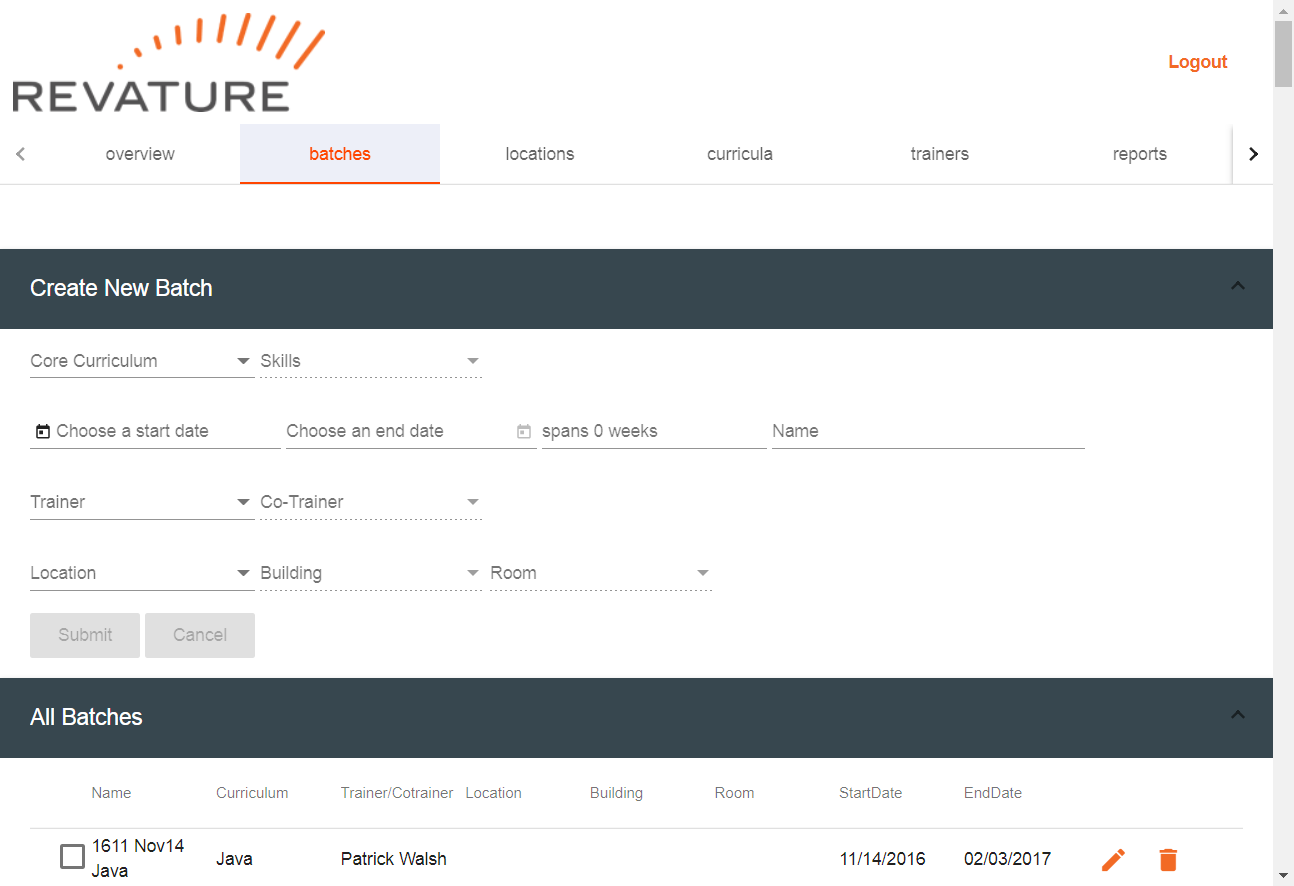 REVATURE
Logout
overview batches locations curricula trainers reports
Create New Batch
Core Curriculum Skills
Choose a start date Choose an end date spans 0 weeks Name
Trainer Co-Trainer
Location Building Room
Submit Cancel
All Batches
Name Curriculum Trainer/Cotrainer Location Building Room StartDate EndDate
1611 Nov14
Java Java Patrick Walsh 11/14/2016 02/03/2017